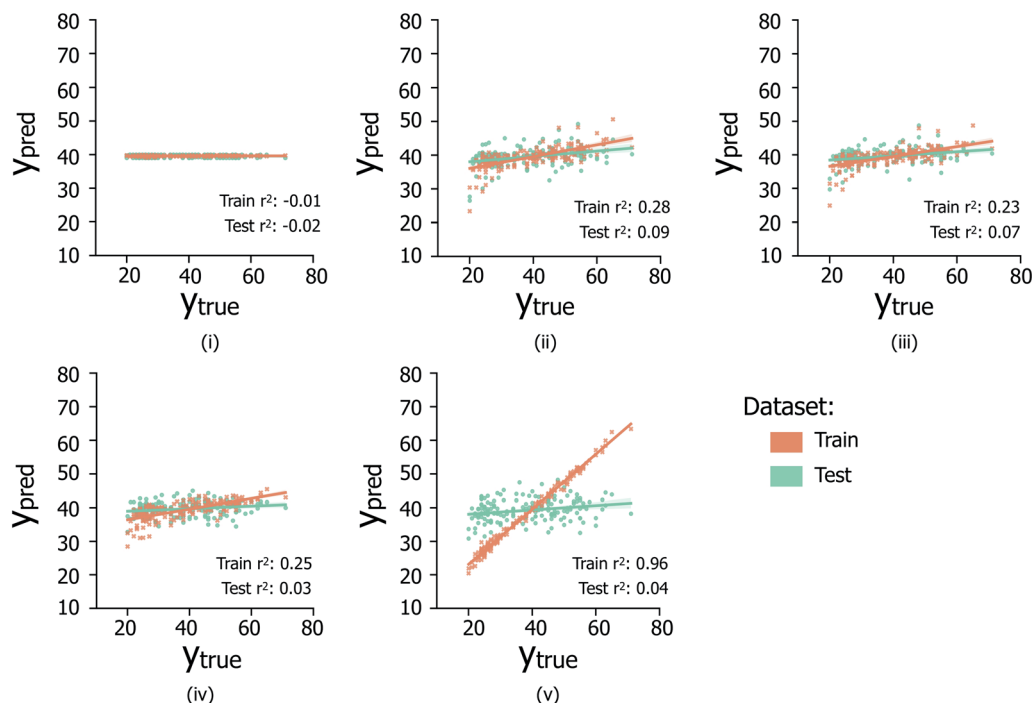 80
70
60
50
40
30
20
10
ypred
Train r²: -0.01
Test r²: -0.02
20 40 60 80
ytrue
(i)
80
70
60
50
40
30
20
10
ypred
Train r²: 0.28
Test r²: 0.09
20 40 60 80
ytrue
(ii)
80
70
60
50
40
30
20
10
ypred
Train r²: 0.23
Test r²: 0.07
20 40 60 80
ytrue
(iii)
80
70
60
50
40
30
20
10
ypred
Train r²: 0.25
Test r²: 0.03
20 40 60 80
ytrue
(iv)
80
70
60
50
40
30
20
10
ypred
Train r²: 0.96
Test r²: 0.04
20 40 60 80
ytrue
(v)
Dataset:
Train
Test